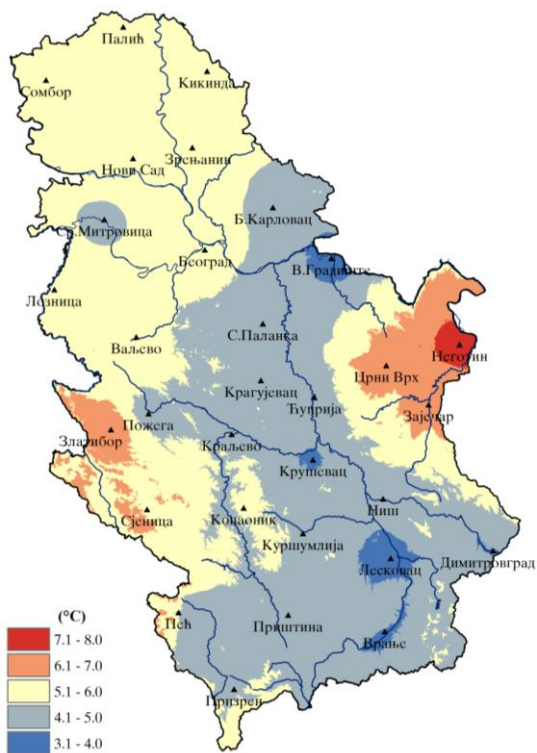 Палић
Кикинда
Сомбор
Зрењанин
Нови Сад
Б.Карловац
Ср.Митровица
Београд
В.Градиште
Лозница
С.Паланка
Ваљево
Неготин
Црни Врх
Крагујевац
Ћуприја
Зајечар
Пожега
Златибор
Краљево
Крушевац
Сјеница
Копаоник
Ниш
Куршумлија
Димитровград
Лесковац
(°C)
Пећ
Приштина
Врање
7.1 - 8.0
6.1 - 7.0
5.1 - 6.0
Призрен
4.1 - 5.0
3.1 - 4.0